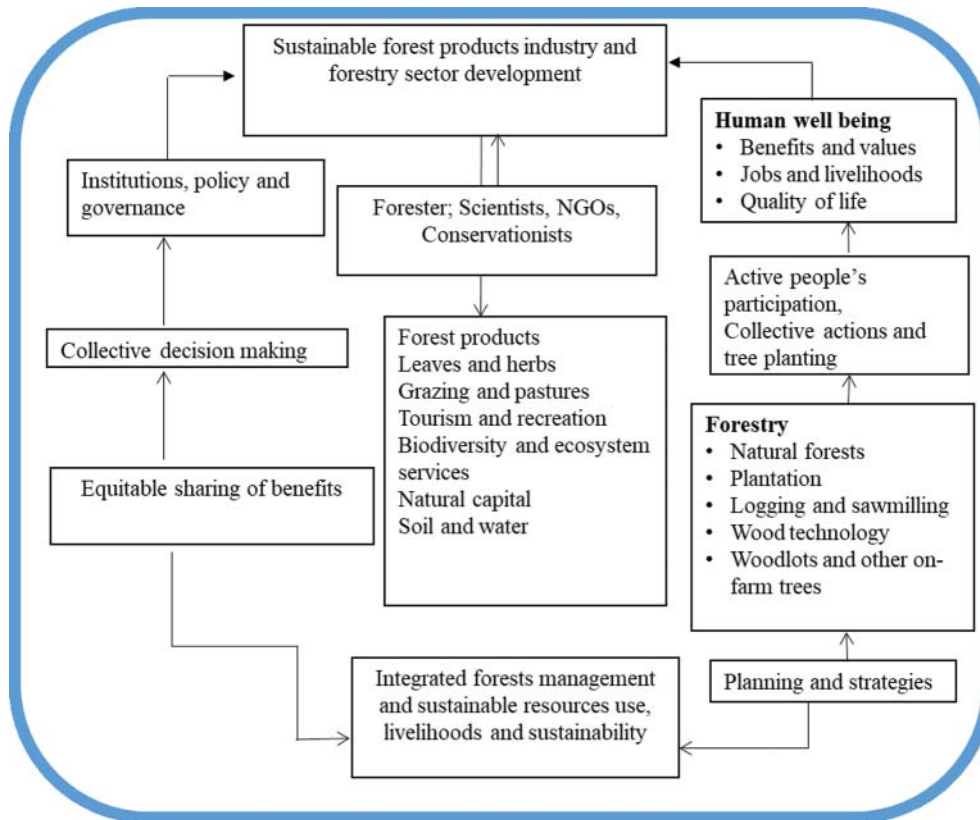 Sustainable forest products industry and
forestry sector development
Human well being
• Benefits and values
• Jobs and livelihoods
• Quality of life
Institutions, policy and
governance
Forester; Scientists, NGOs,
Conservationists
Active people’s
participation,
Collective actions and
tree planting
Collective decision making
Forest products
Leaves and herbs
Grazing and pastures
Tourism and recreation
Biodiversity and ecosystem
services
Natural capital
Soil and water
Forestry
• Natural forests
• Plantation
• Logging and sawmilling
• Wood technology
• Woodlots and other on-
farm trees
Equitable sharing of benefits
Integrated forests management
and sustainable resources use,
livelihoods and sustainability
Planning and strategies